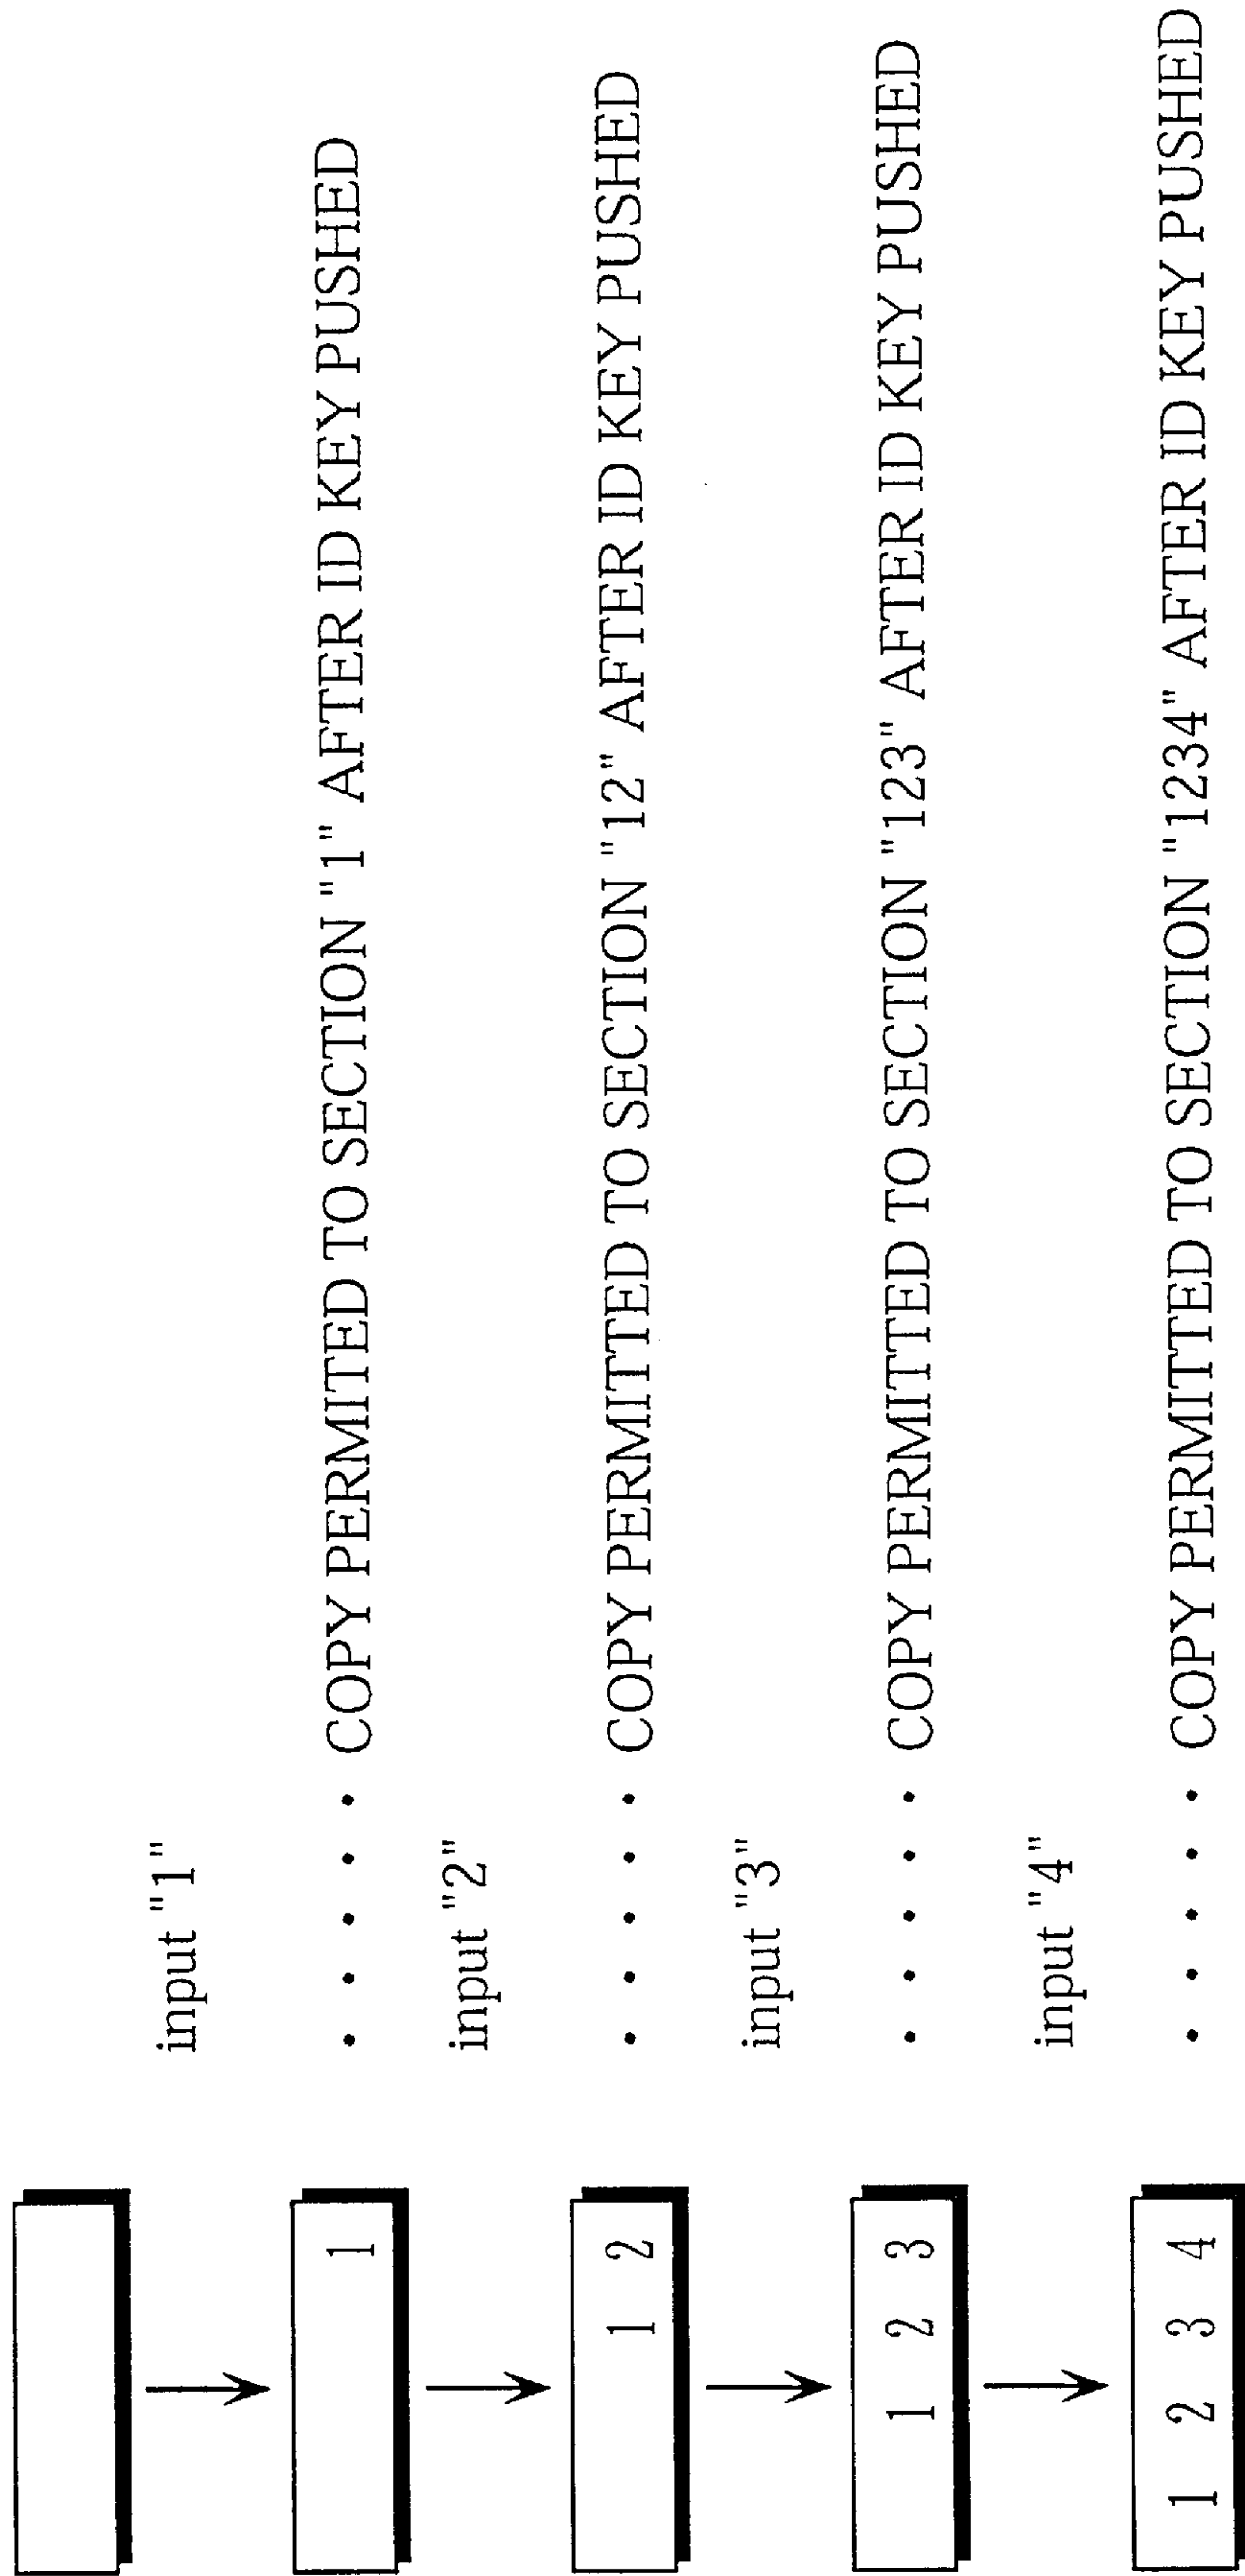 input "1"
1 · · · · · COPY PERMITED TO SECTION "1" AFTER ID KEY PUSHED
input "2"
1 2 · · · · · COPY PERMITTED TO SECTION "12" AFTER ID KEY PUSHED
input "3"
1 2 3 · · · · · COPY PERMITTED TO SECTION "123" AFTER ID KEY PUSHED
input "4"
1 2 3 4 · · · · · COPY PERMITTED TO SECTION "1234" AFTER ID KEY PUSHED